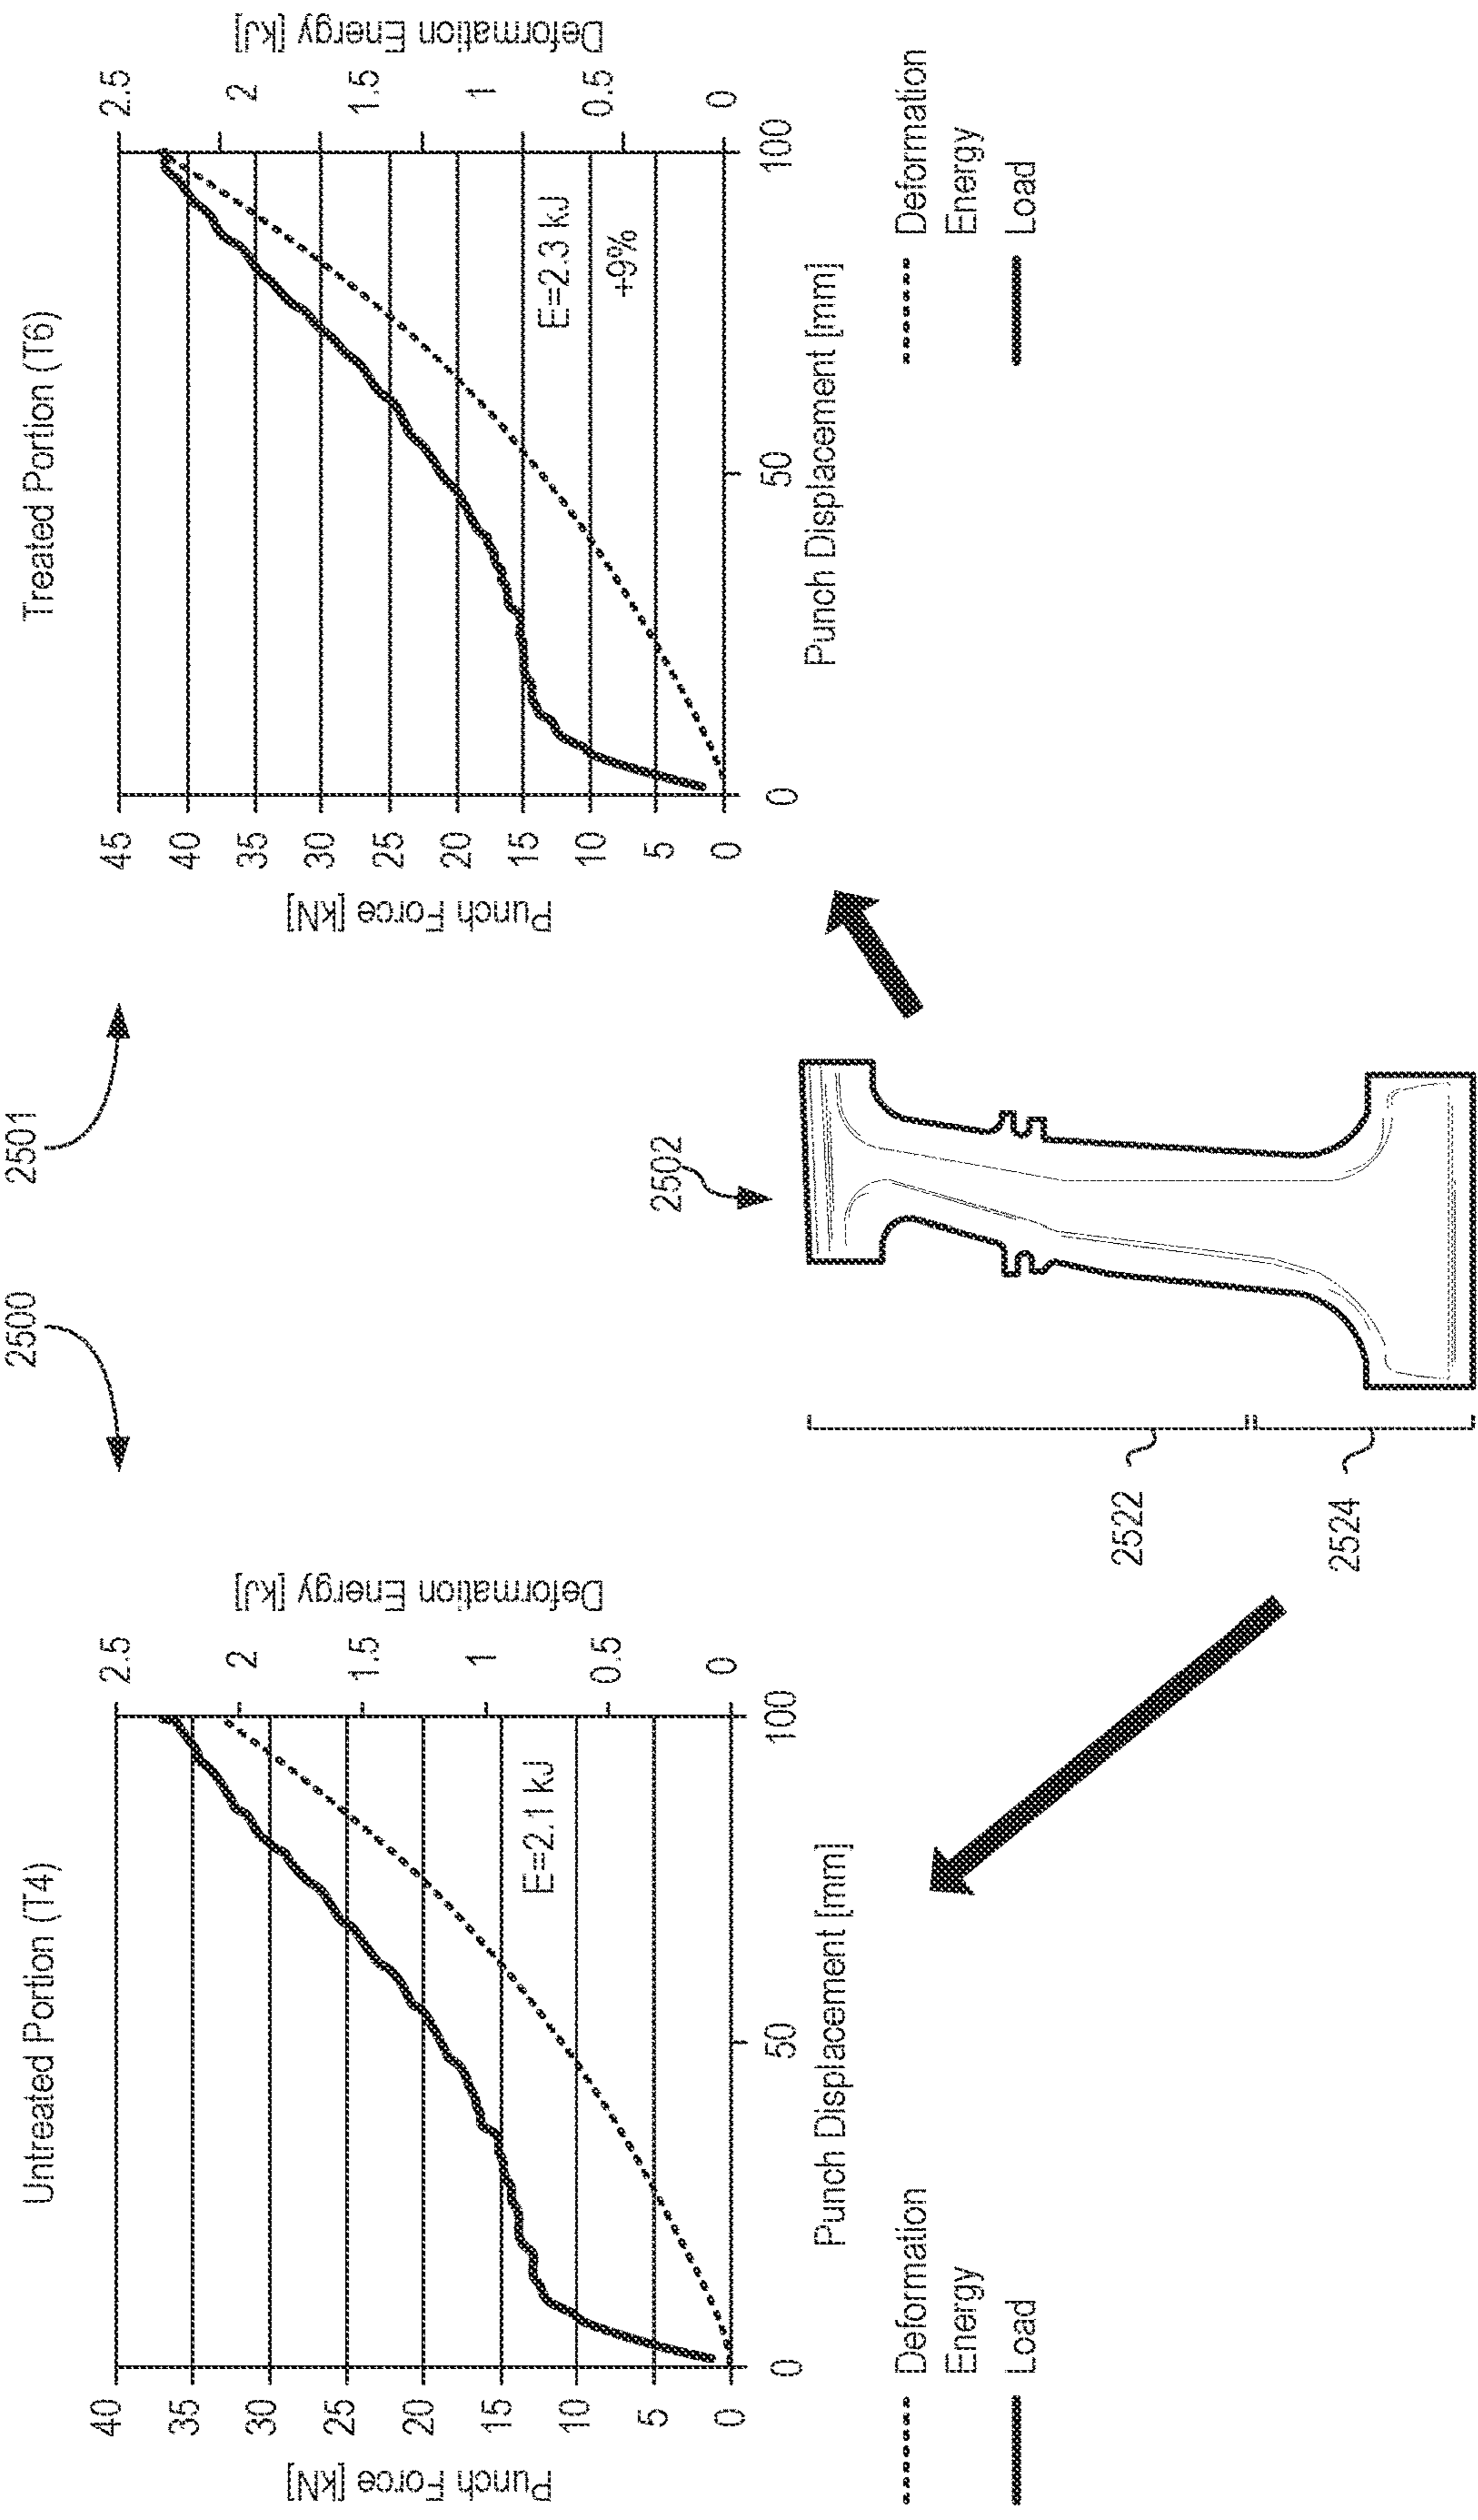 2500
2501
Untreated Portion (T4)
Punch Force [kN]
40
35
30
25
20
15
10
5
0
2.5
2
1.5
1
0.5
0
Deformation Energy [kJ]
E=2.1 kJ
0
50
100
Punch Displacement [mm]
Deformation
Energy
Load
Treated Portion (T6)
Punch Force [kN]
45
40
35
30
25
20
15
10
5
0
2.5
2
1.5
1
0.5
0
Deformation Energy [kJ]
E=2.3 kJ
+9%
0
50
100
Punch Displacement [mm]
Deformation
Energy
Load
2502
2522
2524